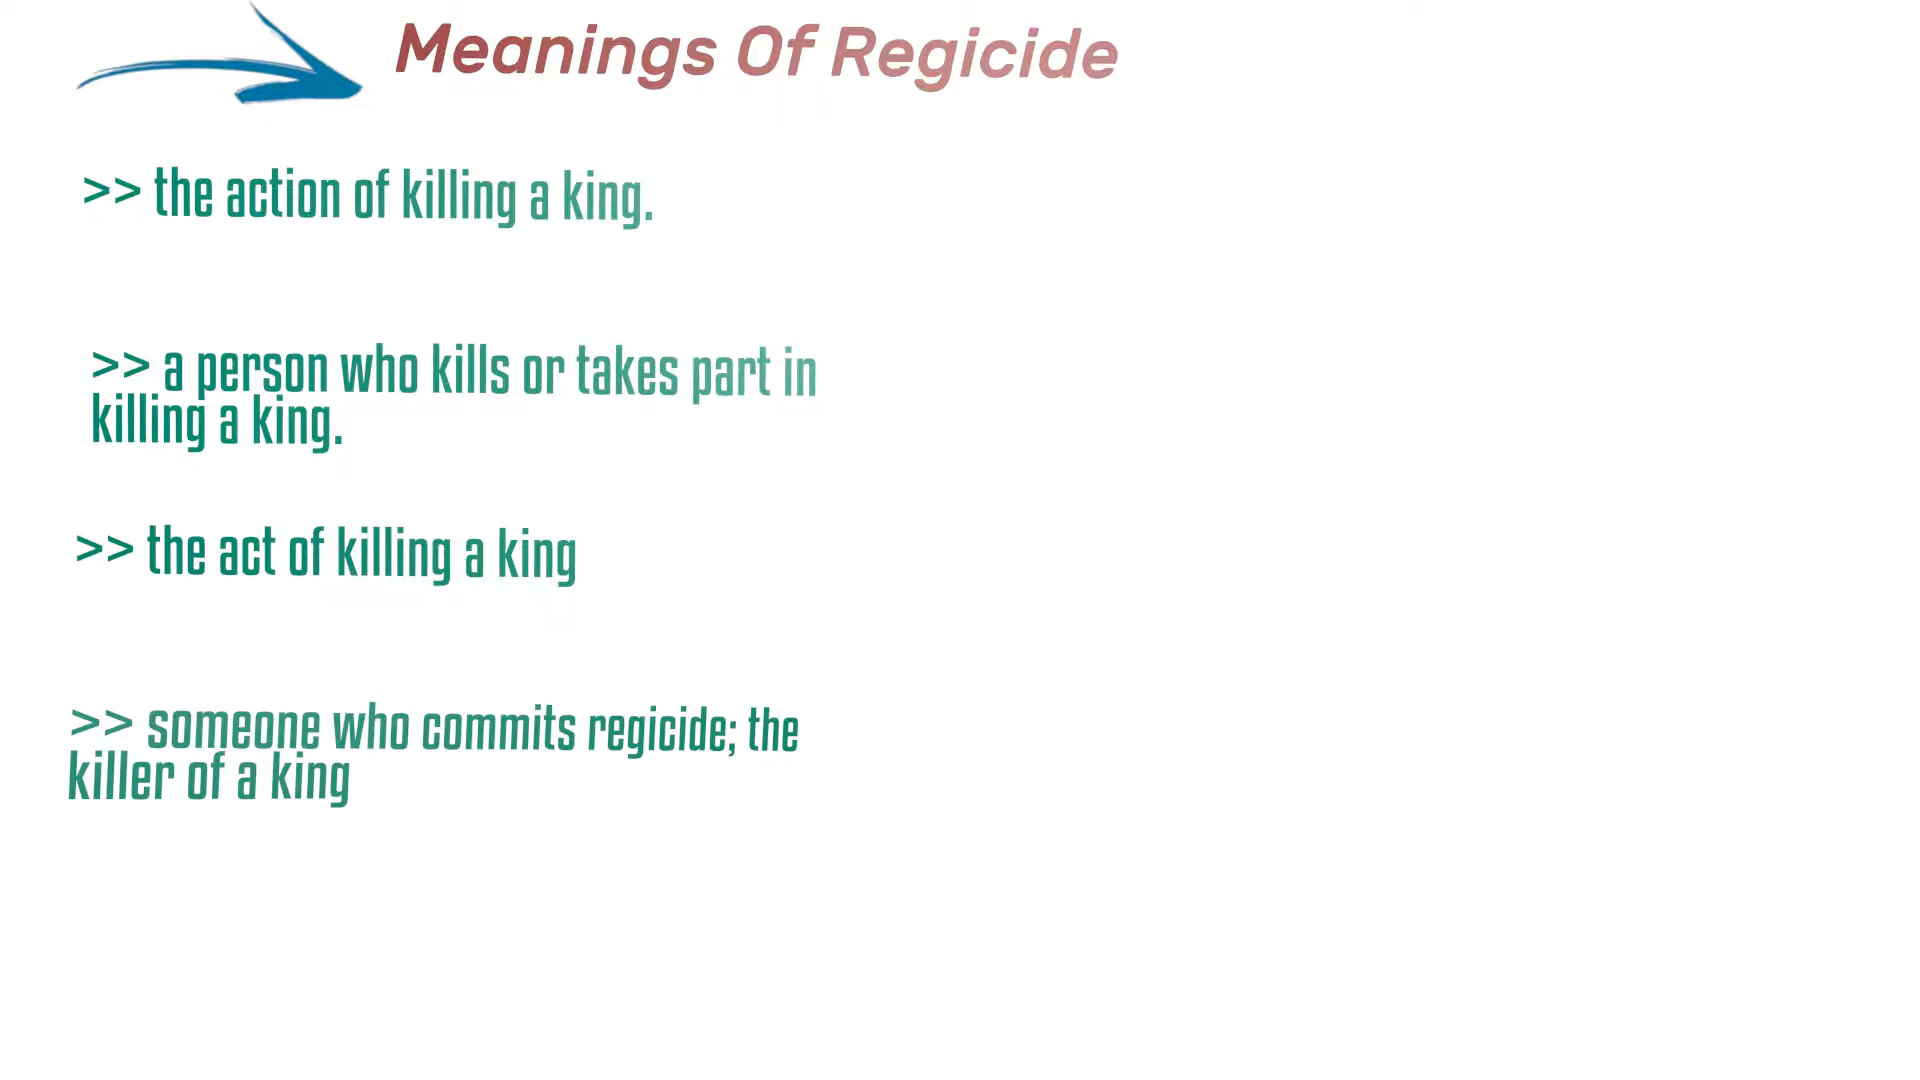 Meanings Of Regicide
>> the action of killing a king.
>> a person who kills or takes part in
killing a king.
>> the act of killing a king
>> someone who commits regicide; the
killer of a king